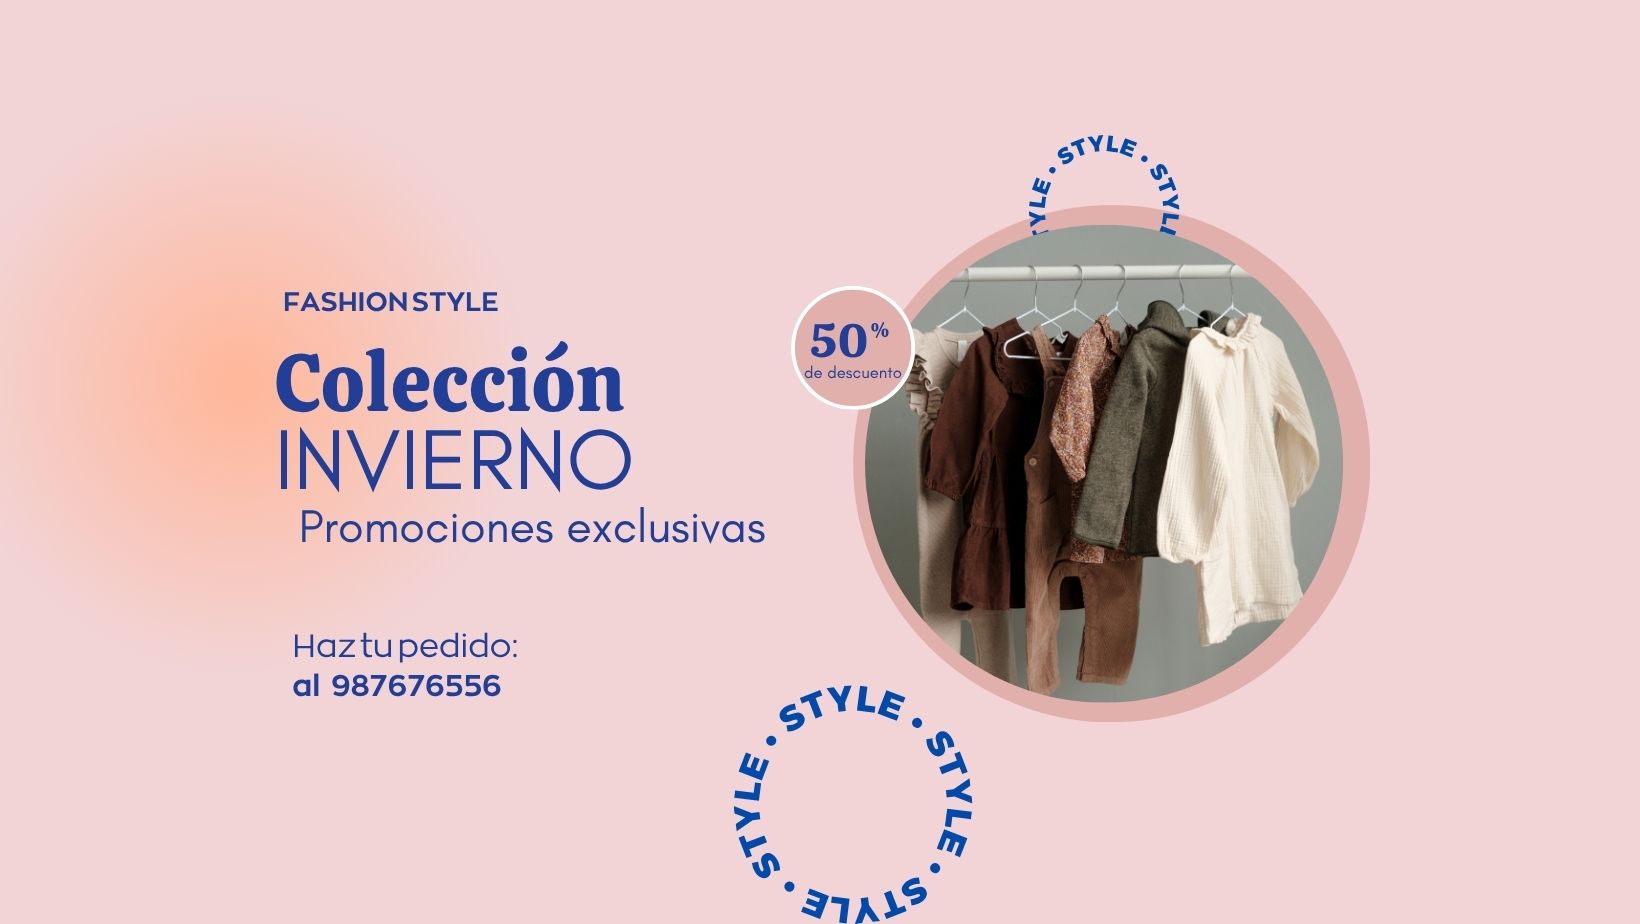 FASHION STYLE
Colección
INVIERNO
Promociones exclusivas
Haz tu pedido:
al 987676556
50%
de descuento
STYLE • STYLE • STYLE
STYLE • STYLE • STYLE • STYLE •